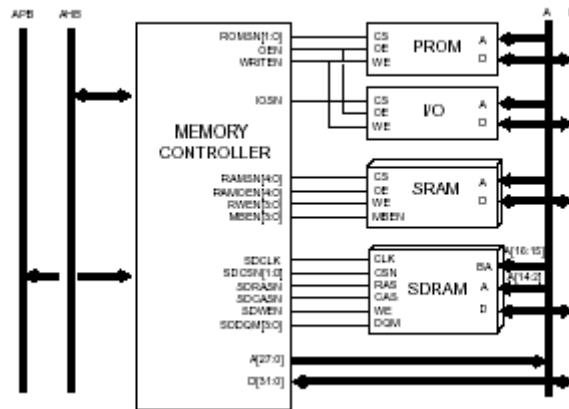 APB AHB A
ROMSN[1:0] CS PROM A
OEN OE
WRITEN WE D
IOSN CS I/O A
OE
WE D
MEMORY
CONTROLLER
RAMSN[4:0] CS SRAM A
RAMOEN[4:0] OE
RWEN[3:0] WE D
MBEN[3:0] MBEN
SDCLK CLK A[16:15]
SDCSN[1:0] CSN BA
SDRASN RAS SDRAM A A[14:2]
SDCASN CAS
SDWEN WE D
SDDQM[3:0] DQM
A[27:0]
D[31:0]